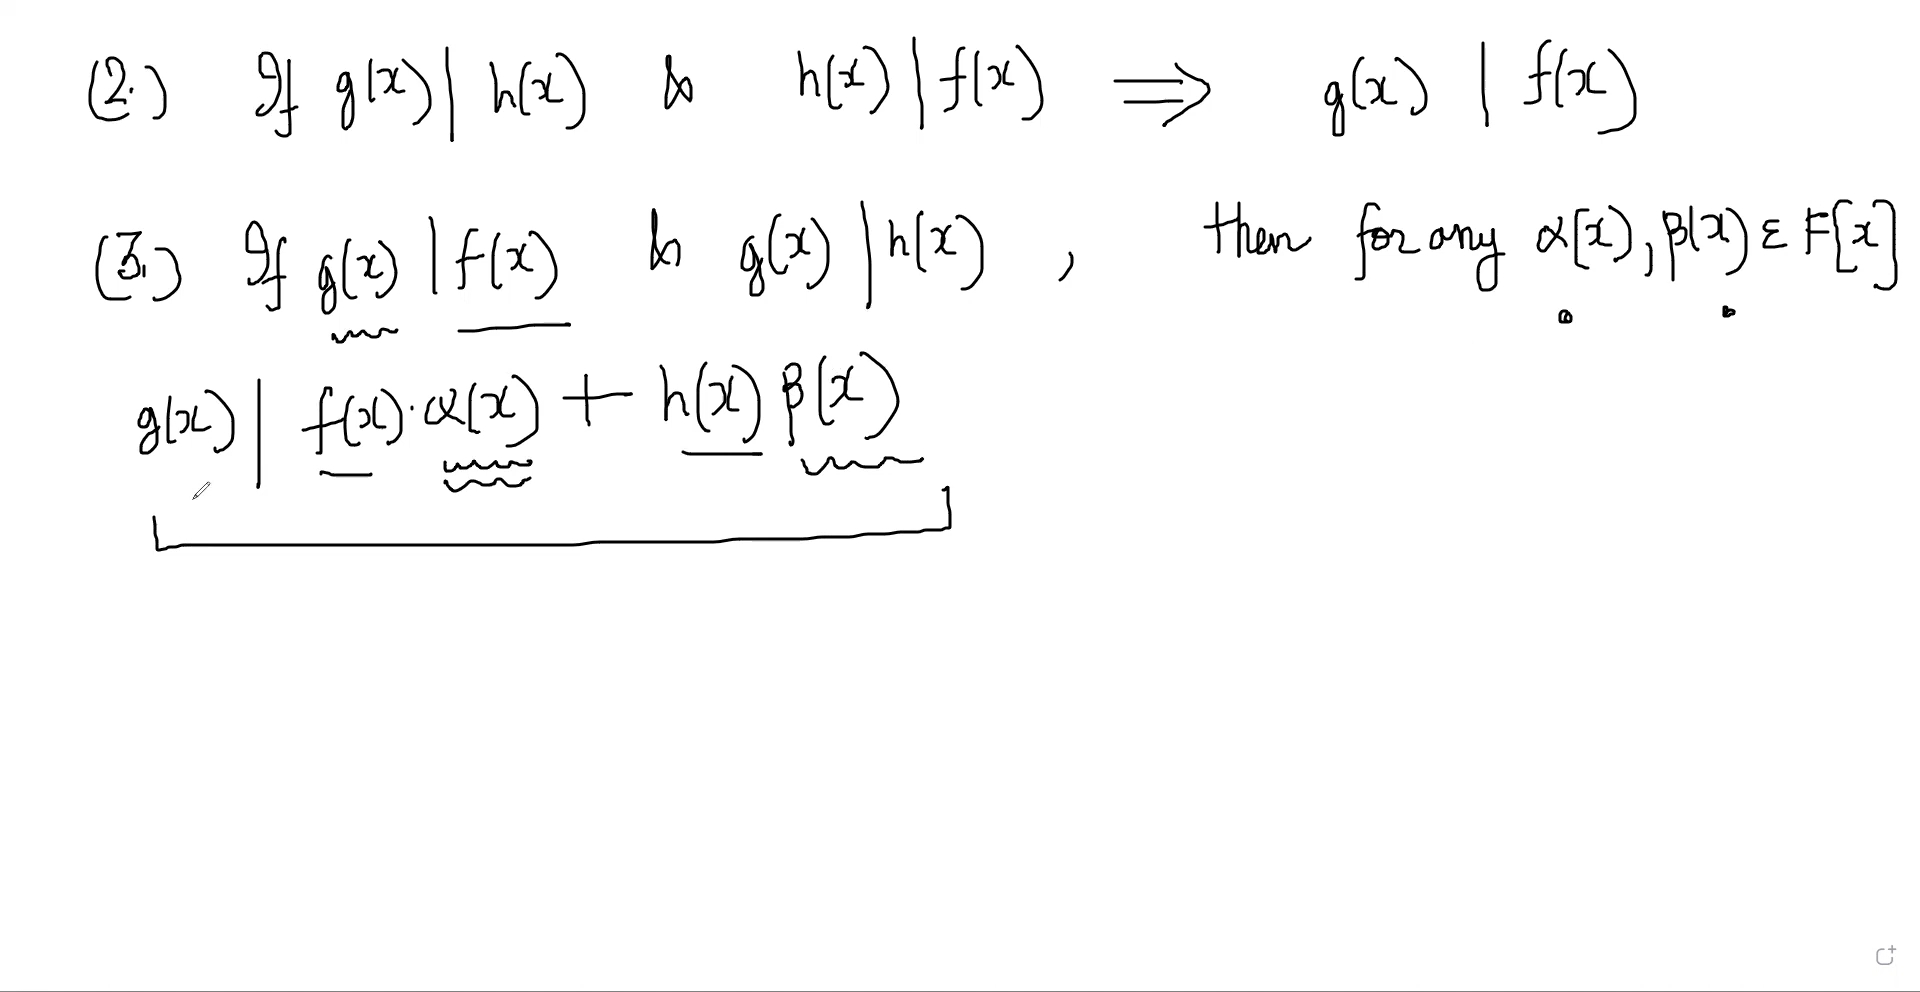 (2.) If g(x) | h(x) & h(x) | f(x) ⟹ g(x) | f(x)
(3.) If g(x) | f(x) & g(x) | h(x) , then for any α(x), β(x) ε F[x]
g(x) | f(x)·α(x) + h(x) β(x)